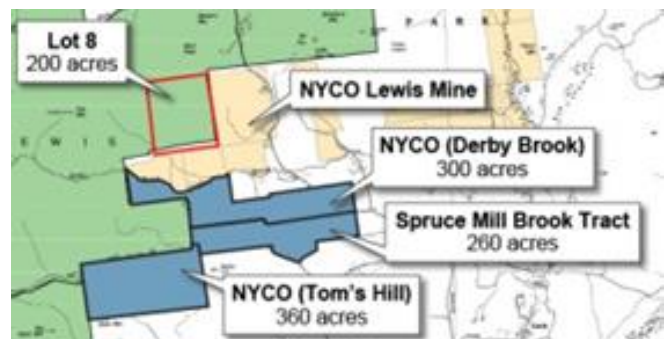 P A R K
Lot 8
200 acres
NYCO Lewis Mine
E W I S
NYCO (Derby Brook)
300 acres
Spruce Mill Brook Tract
260 acres
NYCO (Tom's Hill)
360 acres